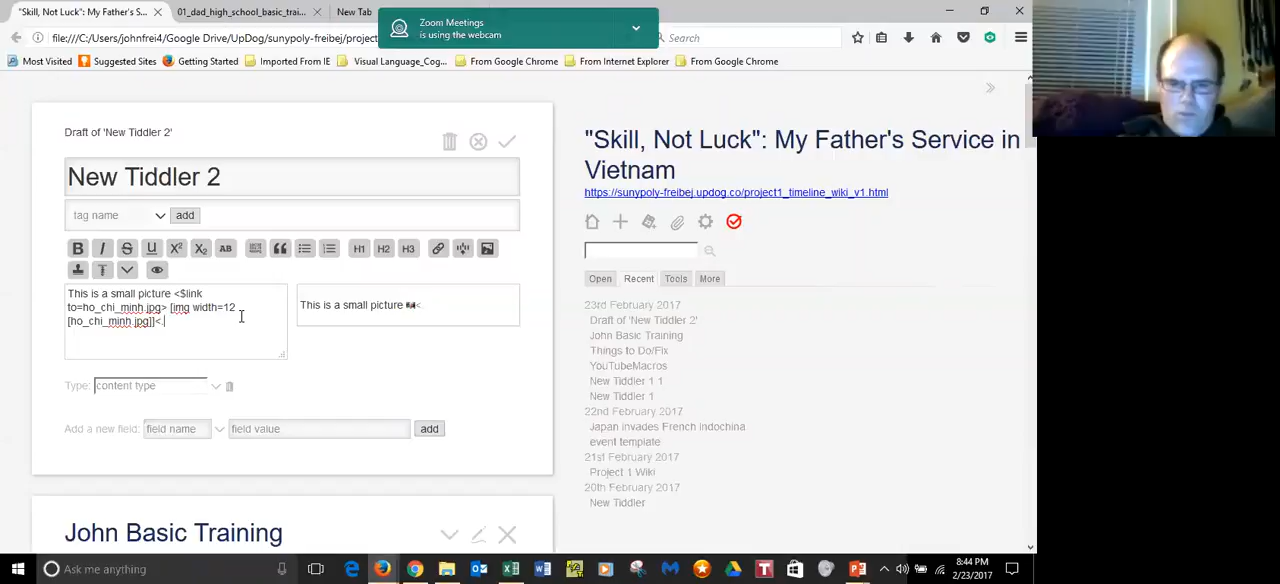 "Skill, Not Luck": My Father's S...
01_dad_high_school_basic_trai...
New Tab
Zoom Meetings
is using the webcam
file:///C:/Users/johnfrei4/Google Drive/UpDog/sunypoly-freibej/project
Search
Most Visited
Suggested Sites
Getting Started
Imported From IE
Visual_Language_Cog...
From Google Chrome
From Internet Explorer
From Google Chrome
Draft of 'New Tiddler 2'
New Tiddler 2
tag name
add
B I S U X² X₂ AB
H1 H2 H3
This is a small picture <$link
to=ho_chi_minh.jpg> [img width=12
[ho_chi_minh.jpg]]<.
This is a small picture <
Type: content type
Add a new field: field name field value add
John Basic Training
"Skill, Not Luck": My Father's Service in
Vietnam
https://sunypoly-freibej.updog.co/project1_timeline_wiki_v1.html
Open Recent Tools More
23rd February 2017
Draft of 'New Tiddler 2'
John Basic Training
Things to Do/Fix
YouTubeMacros
New Tiddler 1 1
New Tiddler 1
22nd February 2017
Japan invades French Indochina
event template
21st February 2017
Project 1 Wiki
20th February 2017
New Tiddler
Ask me anything
8:44 PM
2/23/2017